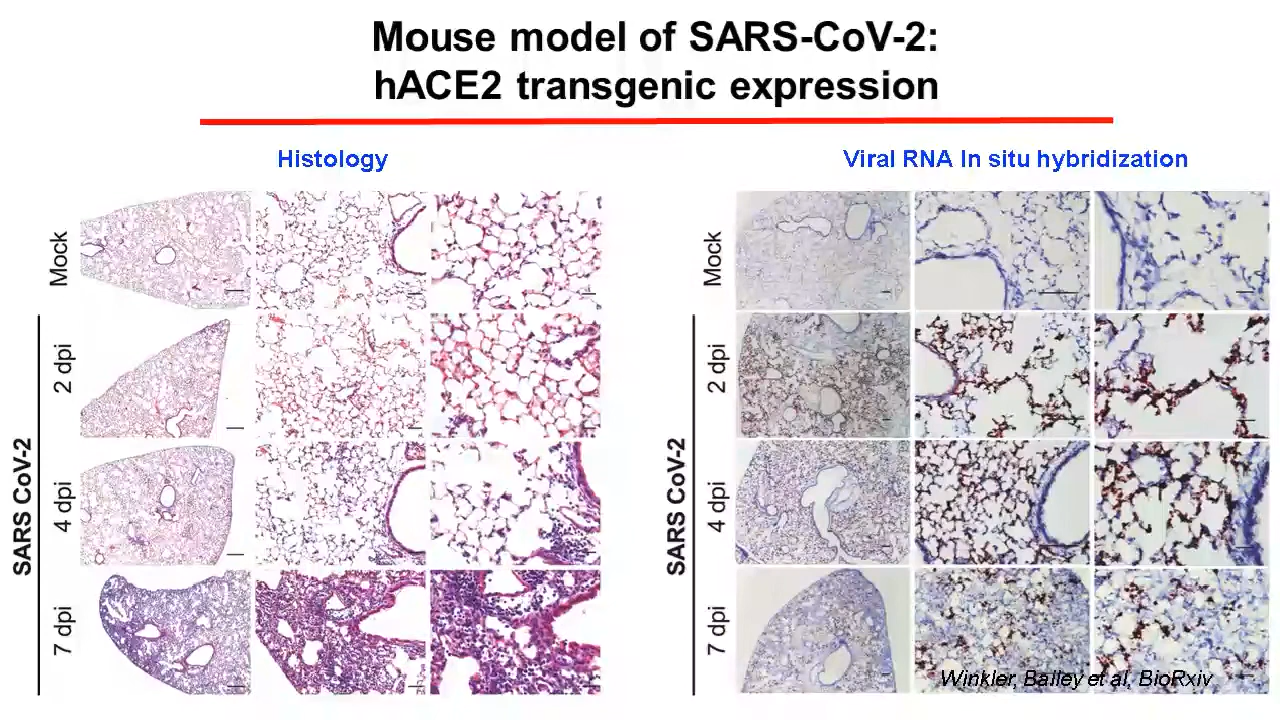 Mouse model of SARS-CoV-2:
hACE2 transgenic expression
Histology
Viral RNA In situ hybridization
Mock
2 dpi
4 dpi
7 dpi
SARS CoV-2
Mock
2 dpi
4 dpi
7 dpi
SARS CoV-2
Winkler, Bailey et al, BioRxiv